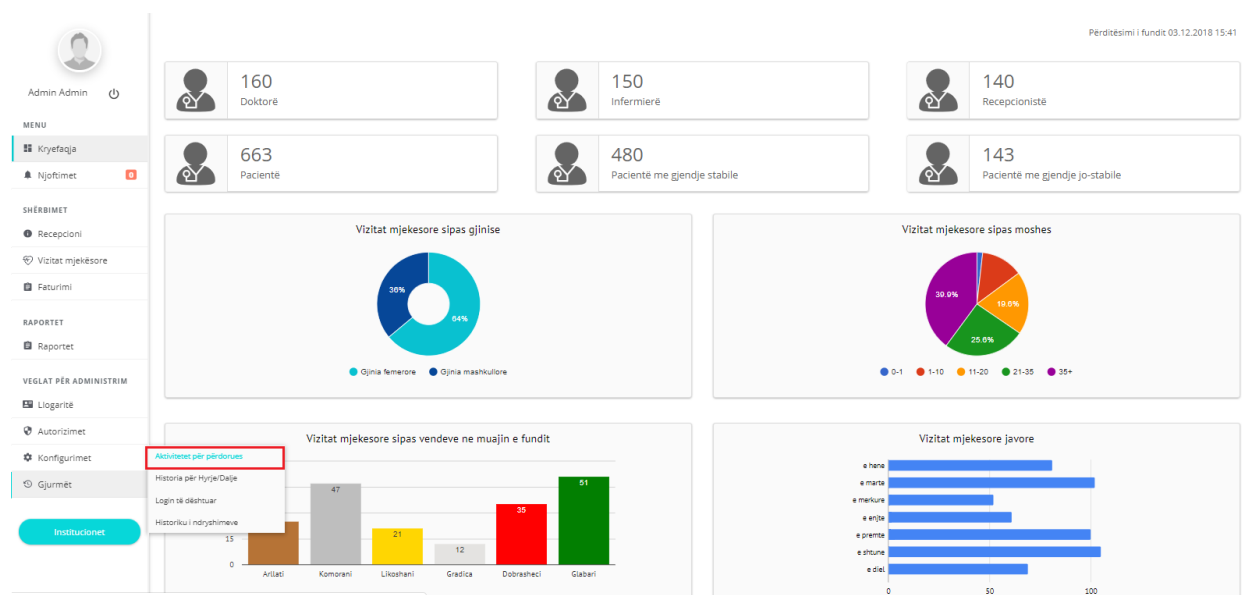 Përditësimi i fundit 03.12.2018 15:41
Admin Admin
MENU
Kryefaqja
Njoftimet 0
SHËRBIMET
Recepcioni
Vizitat mjekësore
Faturimi
RAPORTET
Raportet
VEGLAT PËR ADMINISTRIM
Llogaritë
Autorizimet
Konfigurimet
Gjurmët
Institucionet
Aktivitetet për përdorues
Historia për Hyrje/Dalje
Login të dështuar
Historiku i ndryshimeve
160
Doktorë
150
Infermierë
140
Recepcionistë
663
Pacientë
480
Pacientë me gjendje stabile
143
Pacientë me gjendje jo-stabile
Vizitat mjekesore sipas gjinise
36%
64%
Gjinia femerore Gjinia mashkullore
Vizitat mjekesore sipas moshes
39.9%
19.6%
25.6%
0-1 1-10 11-20 21-35 35+
Vizitat mjekesore sipas vendeve ne muajin e fundit
47
21
12
35
51
15
0
Arllati Komorani Likoshani Gradica Dobrasheci Gllabari
Vizitat mjekesore javore
e hene
e marte
e merkure
e enjte
e premte
e shtune
e diel
0 50 100